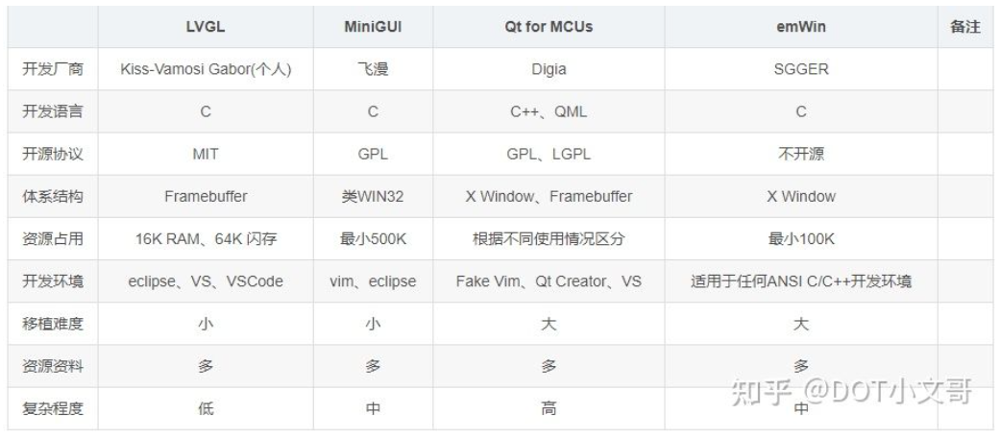 LVGL MiniGUI Qt for MCUs emWin 备注
开发厂商 Kiss-Vamosi Gabor(个人) 飞漫 Digia SGGER
开发语言 C C C++、QML C
开源协议 MIT GPL GPL、LGPL 不开源
体系结构 Framebuffer 类WIN32 X Window、Framebuffer X Window
资源占用 16K RAM、64K 闪存 最小500K 根据不同使用情况区分 最小100K
开发环境 eclipse、VS、VSCode vim、eclipse Fake Vim、Qt Creator、VS 适用于任何ANSI C/C++开发环境
移植难度 小 小 大 大
资源资料 多 多 多 多
复杂程度 低 中 高 中
知乎 @DOT小文哥